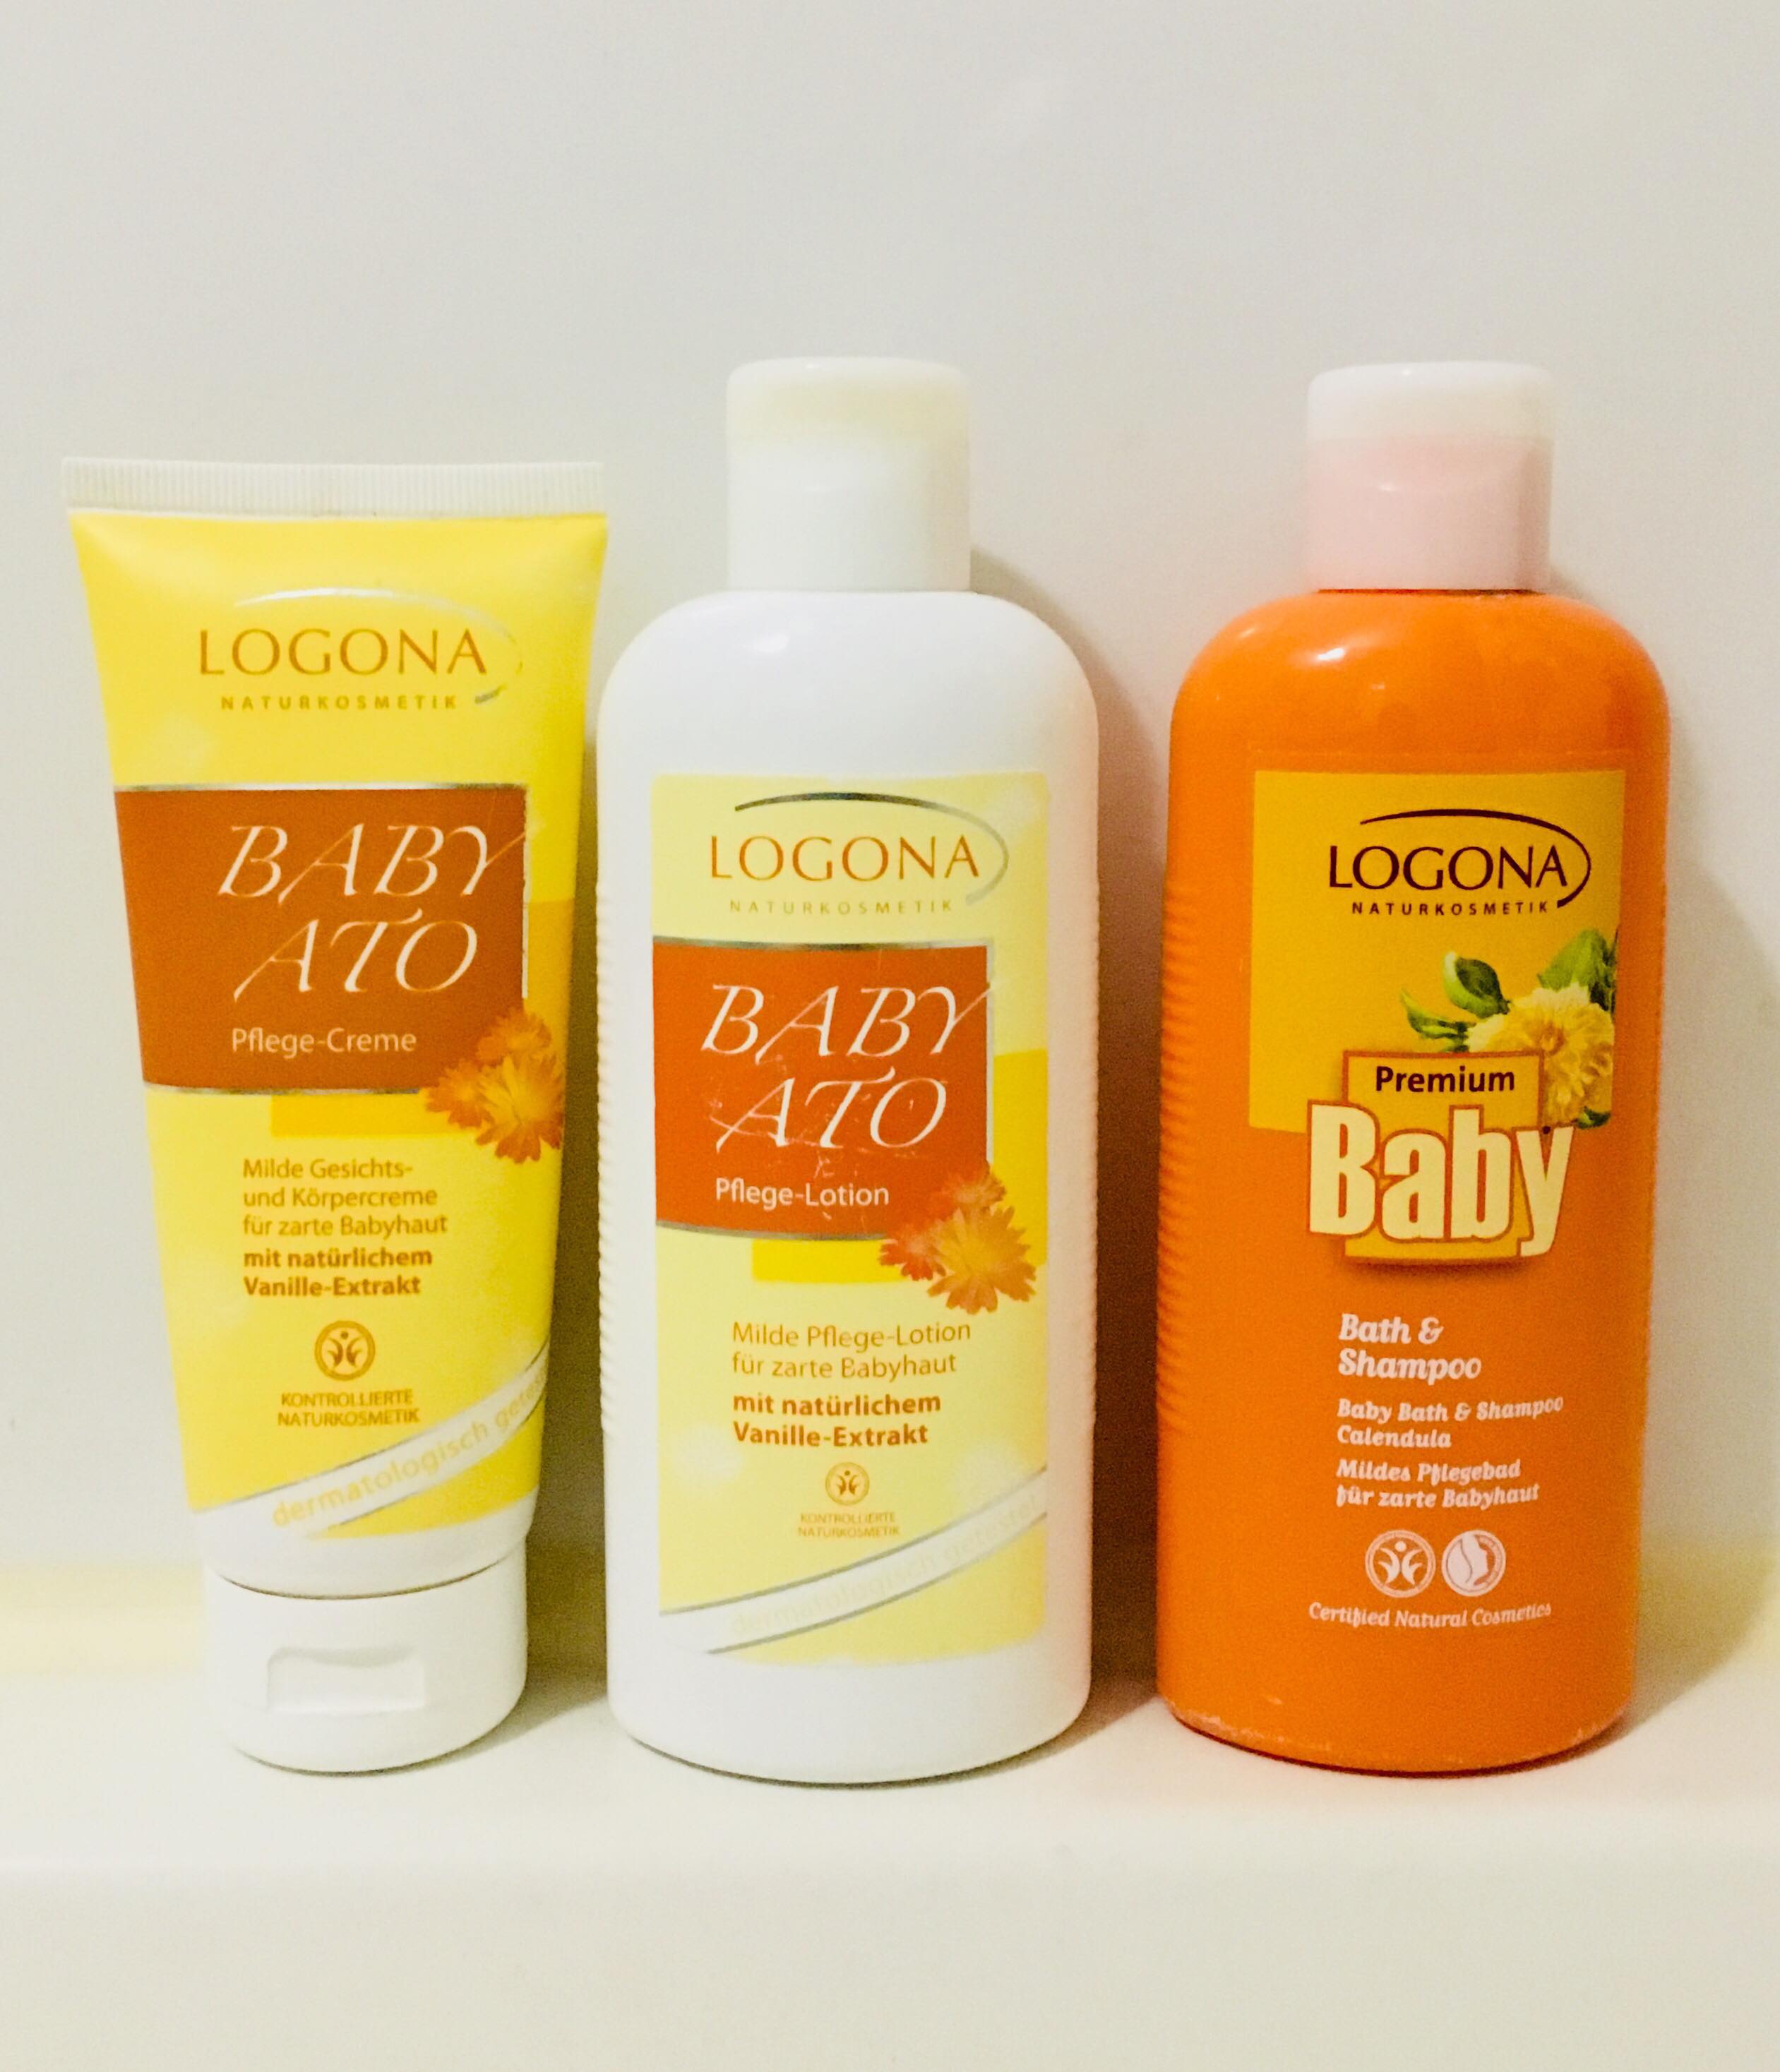 LOGONA
NATURKOSMETIK
BABY
ATO
Pflege-Creme
Milde Gesichts-
und Körpercreme
für zarte Babyhaut
mit natürlichem
Vanille-Extrakt
KONTROLLIERTE
NATURKOSMETIK
dermatologisch
LOGONA
NATURKOSMETIK
BABY
ATO
Pflege-Lotion
Milde Pflege-Lotion
für zarte Babyhaut
mit natürlichem
Vanille-Extrakt
KONTROLLIERTE
NATURKOSMETIK
dermatologisch
LOGONA
NATURKOSMETIK
Premium
Baby
Bath &
Shampoo
Baby Bath & Shampoo
Calendula
Mildes Pflegebad
für zarte Babyhaut
Certified Natural Cosmetics